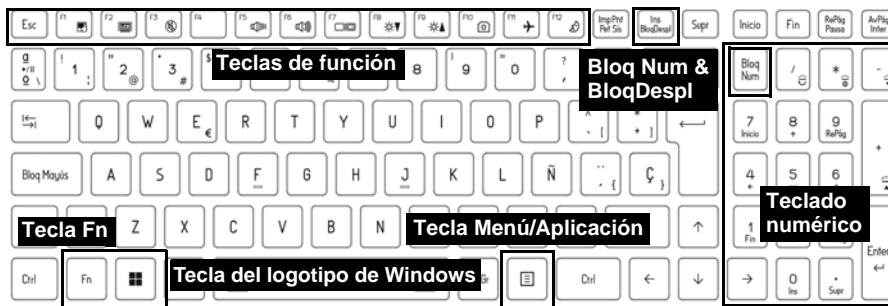 Esc F1 F2 F3 F4 F5 F6 F7 F8 F9 F10 F11 F12 ImpPnt Pet Sis Ins BloqDespl Supr Inicio Fin RePág Pausa AvPág Inter
! 1 ¡ " 2 @ · 3 # $ Teclas de función 8 ) 9 = 0 ? ' Bloq Num & BloqDespl Bloq Num / * -
Q W E € R T Y U I O P ^ ` [ * + ] 7 Inicio 8 9 RePág +
Bloq Mayús A S D F G H J K L Ñ ¨ ´ { Ç } 4 5 6
Tecla Fn Z X C V B N Tecla Menú/Aplicación 1 Fin Teclado numérico
Ctrl Fn Tecla del logotipo de Windows Gr Ctrl 0 Ins . Supr Enter